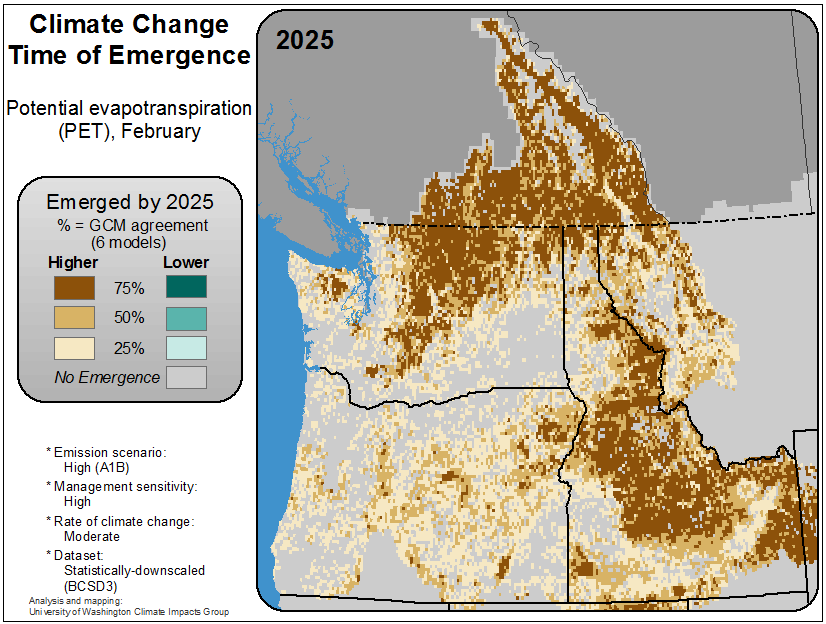 Climate Change
Time of Emergence
Potential evapotranspiration
(PET), February
Emerged by 2025
% = GCM agreement
(6 models)
Higher Lower
75%
50%
25%
No Emergence
* Emission scenario:
High (A1B)
* Management sensitivity:
High
* Rate of climate change:
Moderate
* Dataset:
Statistically-downscaled
(BCSD3)
Analysis and mapping:
University of Washington Climate Impacts Group
2025